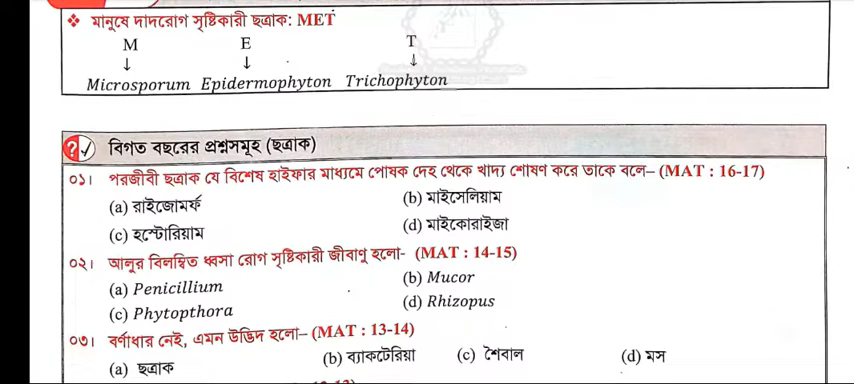 ❖ মানুষে দাদরোগ সৃষ্টিকারী ছত্রাক: MET
M E T
↓ ↓ ↓
Microsporum Epidermophyton Trichophyton
বিগত বছরের প্রশ্নসমূহ (ছত্রাক)
০১। পরজীবী ছত্রাক যে বিশেষ হাইফার মাধ্যমে পোষক দেহ থেকে খাদ্য শোষণ করে তাকে বলে– (MAT : 16-17)
(a) রাইজোমর্ফ (b) মাইসেলিয়াম
(c) হস্টোরিয়াম (d) মাইকোরাইজা
০২। আলুর বিলম্বিত ধ্বসা রোগ সৃষ্টিকারী জীবাণু হলো- (MAT : 14-15)
(a) Penicillium (b) Mucor
(c) Phytopthora (d) Rhizopus
০৩। বর্ণাধার নেই, এমন উদ্ভিদ হলো– (MAT : 13-14)
(a) ছত্রাক (b) ব্যাকটেরিয়া (c) শৈবাল (d) মস